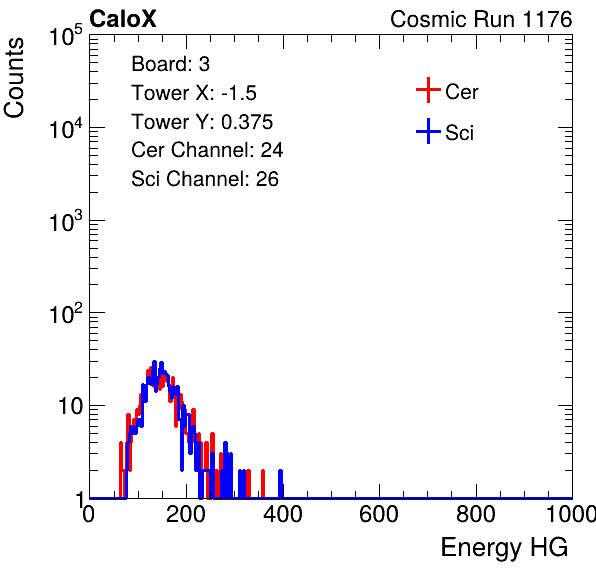 CaloX Cosmic Run 1176
Counts
10^5
10^4
10^3
10^2
10
1
Board: 3
Tower X: -1.5
Tower Y: 0.375
Cer Channel: 24
Sci Channel: 26
Cer
Sci
0 200 400 600 800 1000
Energy HG